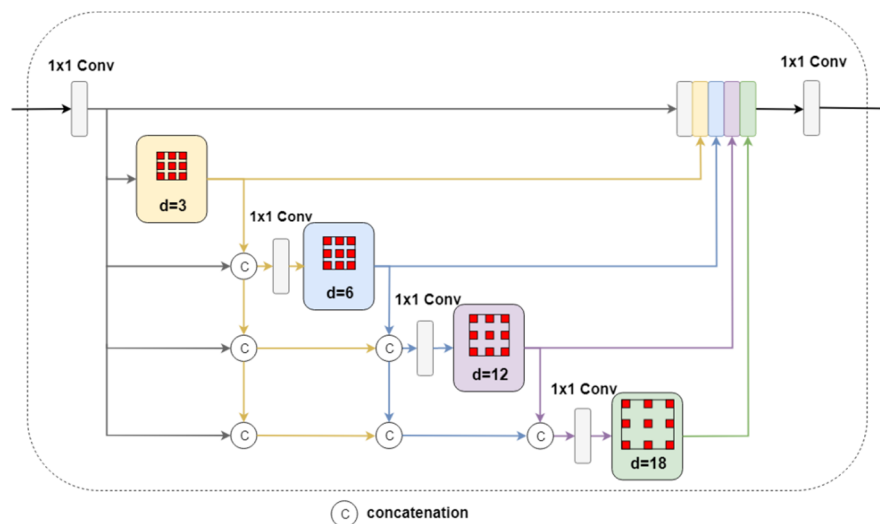 1x1 Conv
1x1 Conv
d=3
1x1 Conv
C
d=6
1x1 Conv
C
C
d=12
1x1 Conv
C
C
C
d=18
C concatenation